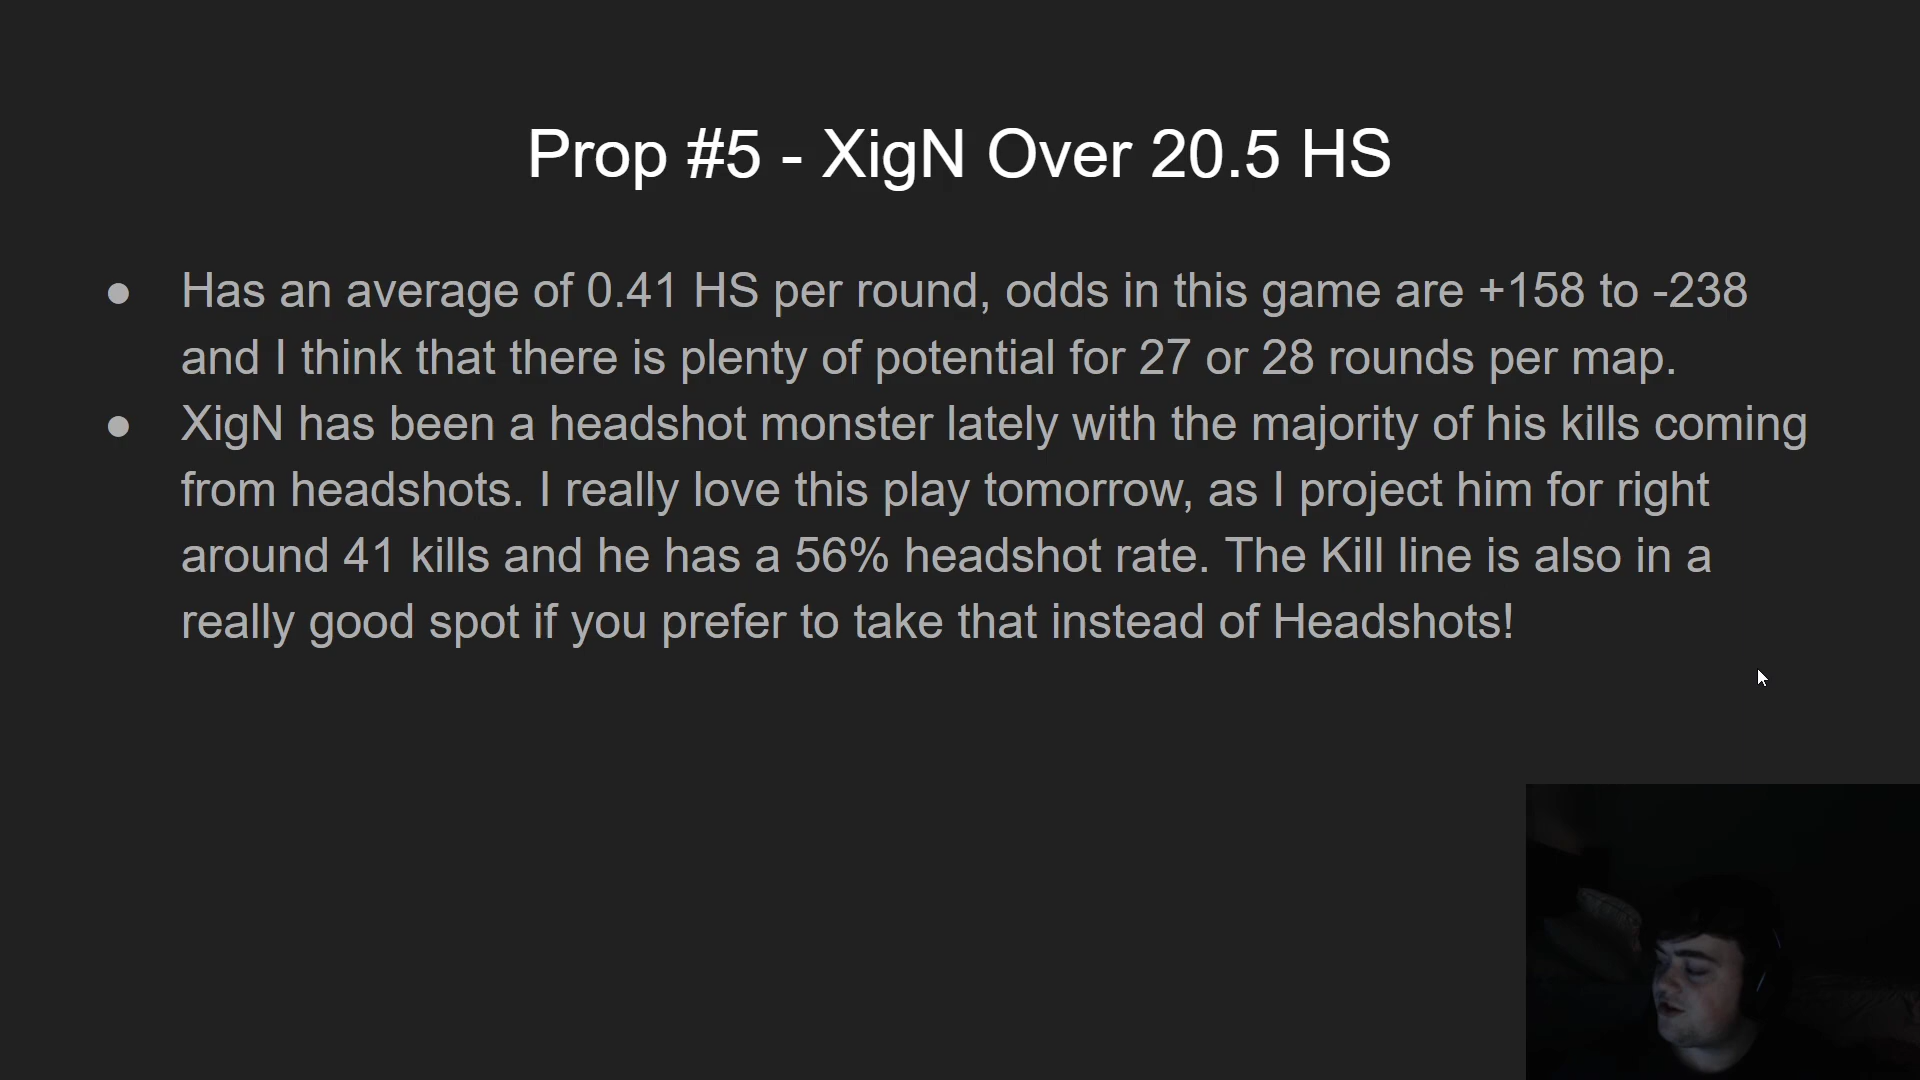 Prop #5 - XigN Over 20.5 HS
● Has an average of 0.41 HS per round, odds in this game are +158 to -238
and I think that there is plenty of potential for 27 or 28 rounds per map.
● XigN has been a headshot monster lately with the majority of his kills coming
from headshots. I really love this play tomorrow, as I project him for right
around 41 kills and he has a 56% headshot rate. The Kill line is also in a
really good spot if you prefer to take that instead of Headshots!